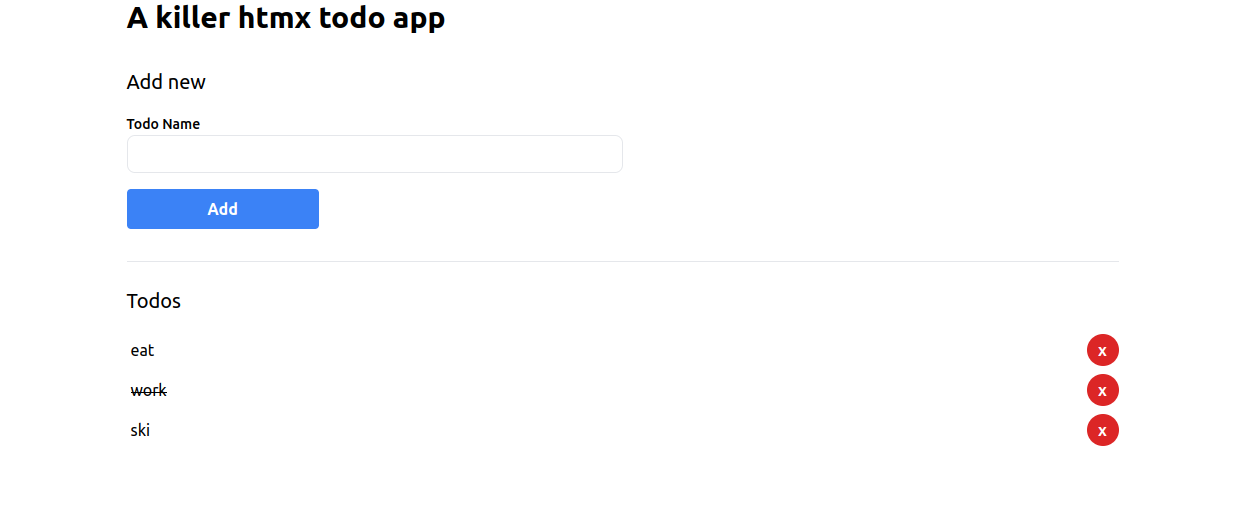 A killer htmx todo app
Add new
Todo Name
Add
Todos
eat
x
work
x
ski
x